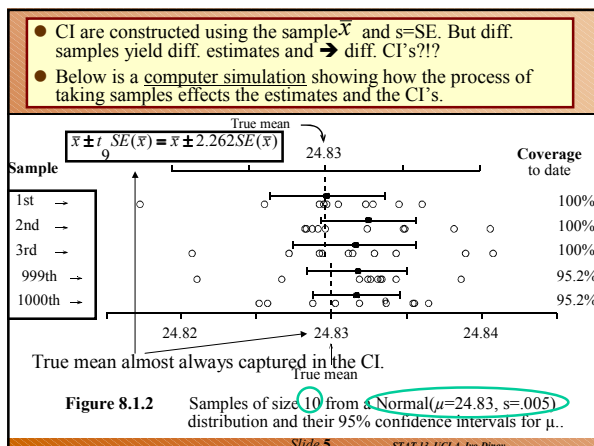 ● CI are constructed using the sample x̄ and s=SE. But diff.
samples yield diff. estimates and ➔ diff. CI's?!?
● Below is a computer simulation showing how the process of
taking samples effects the estimates and the CI's.
True mean
x̄ ± t₉ SE(x̄) = x̄ ± 2.262SE(x̄)
24.83
Coverage
to date
Sample
1st → 100%
2nd → 100%
3rd → 100%
999th → 95.2%
1000th → 95.2%
24.82 24.83 24.84
True mean almost always captured in the CI.
True mean
Figure 8.1.2 Samples of size 10 from a Normal(μ=24.83, s=.005)
distribution and their 95% confidence intervals for μ..
Slide 5 STAT 13, UCLA, Ivo Dinov